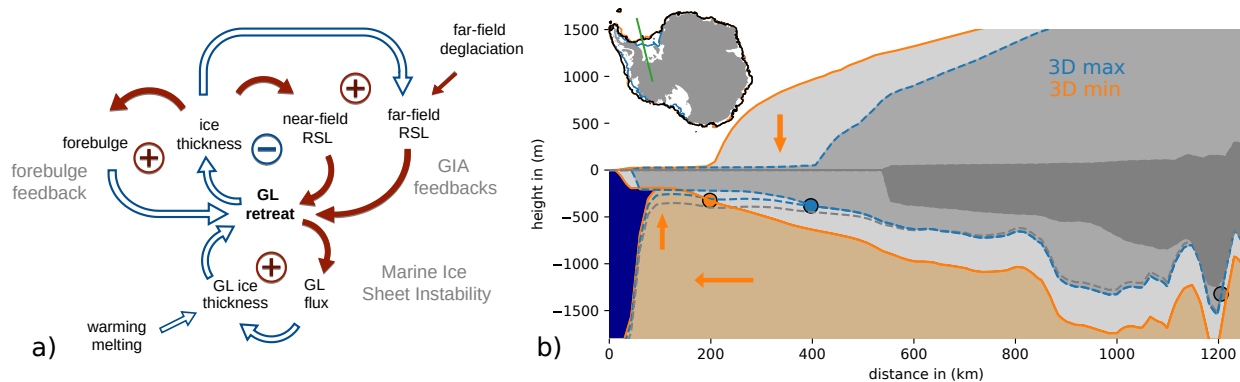 far-field
deglaciation
forebulge
ice
thickness
near-field
RSL
far-field
RSL
+
+
−
forebulge
feedback
GIA
feedbacks
GL
retreat
+
GL ice
thickness
GL
flux
Marine Ice
Sheet Instability
warming
melting
a)
1500
1000
500
0
−500
−1000
−1500
height in (m)
3D max
3D min
0
200
400
600
800
1000
1200
distance in (km)
b)